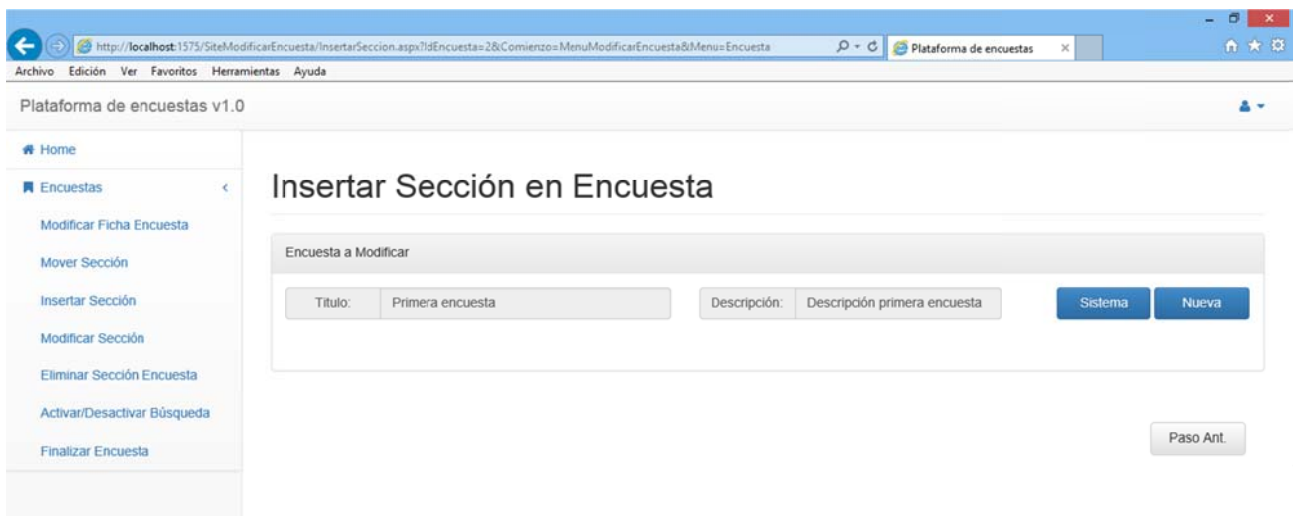 http://localhost:1575/SiteModificarEncuesta/InsertarSeccion.aspx?IdEncuesta=2&Comienzo=MenuModificarEncuesta&Menu=Encuesta
Plataforma de encuestas
Archivo Edición Ver Favoritos Herramientas Ayuda
Plataforma de encuestas v1.0
Home
Encuestas
Modificar Ficha Encuesta
Mover Sección
Insertar Sección
Modificar Sección
Eliminar Sección Encuesta
Activar/Desactivar Búsqueda
Finalizar Encuesta
Insertar Sección en Encuesta
Encuesta a Modificar
Titulo: Primera encuesta Descripción: Descripción primera encuesta Sistema Nueva
Paso Ant.